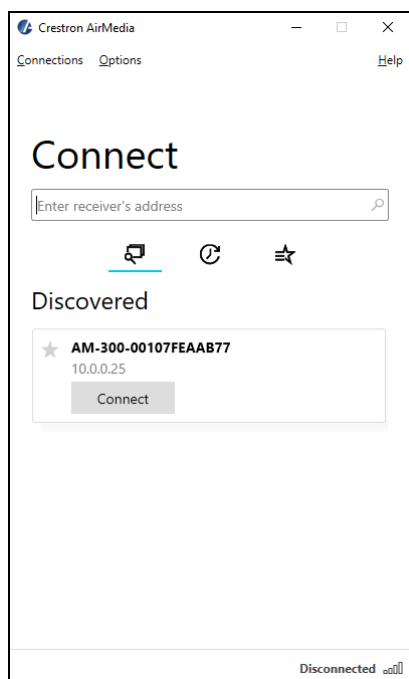 Crestron AirMedia
Connections Options Help
Connect
Enter receiver's address
Discovered
AM-300-00107FEAAB77
10.0.0.25
Connect
Disconnected